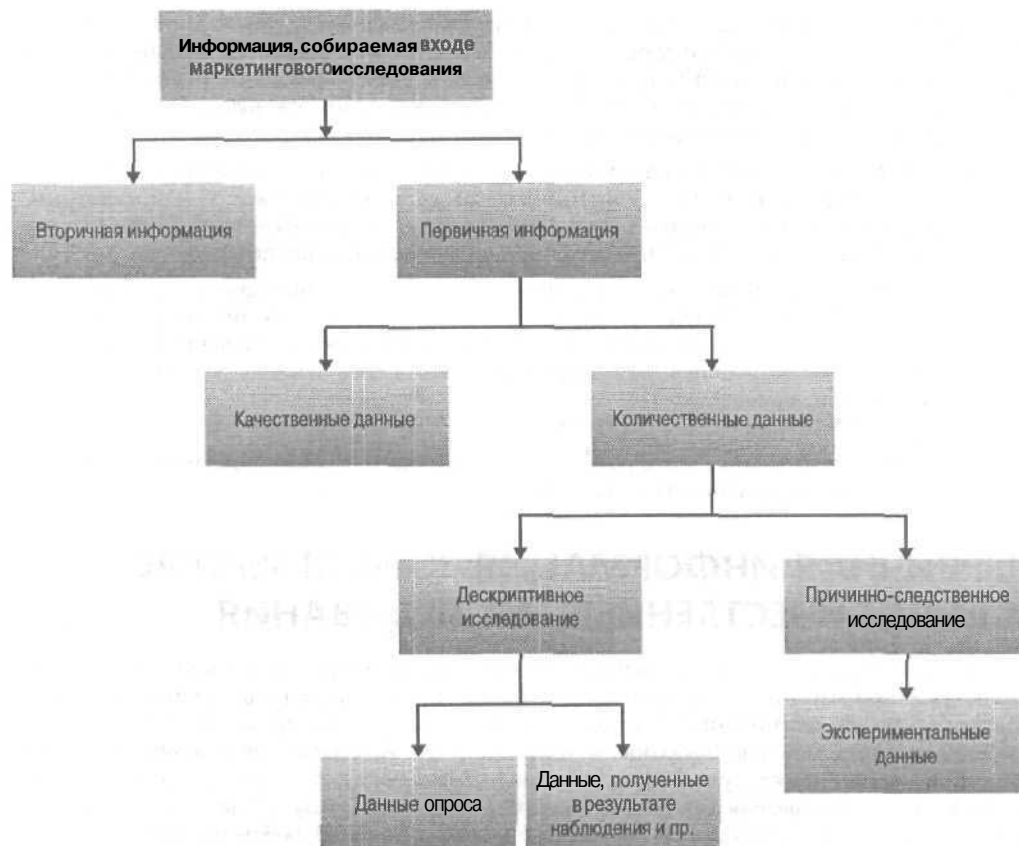 Информация, собираемая входе
маркетингового исследования
Вторичная информация
Первичная информация
Качественные данные
Количественные данные
Дескриптивное
исследование
Причинно-следственное
исследование
Экспериментальные
данные
Данные опроса
Данные, полученные
в результате
наблюдения и пр.